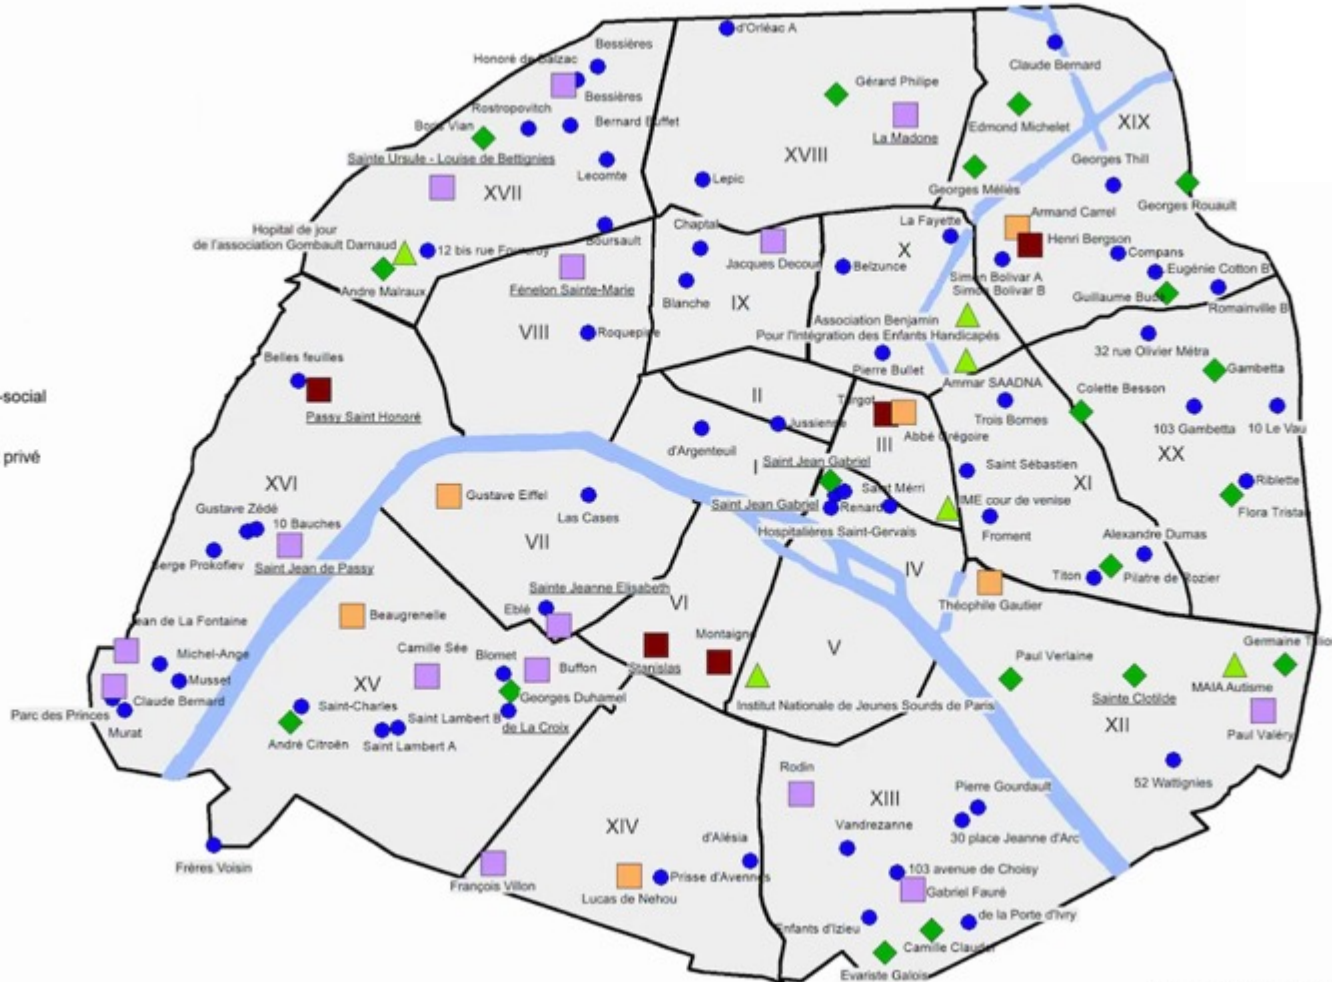 d'Orléac A
Bessières
Honoré de Balzac
Bessières
Rostropovitch
Boris Vian
Bernard Buffet
Sainte Ursule - Louise de Bettignies
Lecomte
XVII
Hopital de jour
de l'association Gombault Darnaud
12 bis rue Fourcroy
Boursault
Andre Malraux
Gérard Philipe
La Madone
XVIII
Lepic
Claude Bernard
Edmond Michelet
XIX
Georges Thill
Georges Méliès
Georges Rouault
Armand Carrel
Henri Bergson
Compans
Eugénie Cotton B
Simon Bolivar A
Simon Bolivar B
Guillaume Budé
Romainville B
Chaptal
Jacques Decour
Blanche
IX
La Fayette
X
Belzunce
Association Benjamin
Pour l'Intégration des Enfants Handicapés
Pierre Bullet
Ammar SAADNA
Fénelon Sainte-Marie
VIII
Roquepine
Belles feuilles
-social
Passy Saint Honoré
privé
XVI
Gustave Zédé
10 Bauches
Serge Prokofiev
Saint Jean de Passy
II
Jussienne
d'Argenteuil
I
Turgot
III
Abbé Grégoire
Saint Jean Gabriel
Saint Merri
Saint Jean Gabriel
Renard
Hospitalières Saint-Gervais
IME cour de venise
IV
Colette Besson
Trois Bornes
Saint Sébastien
XI
Froment
Alexandre Dumas
Titon
Pilatre de Rozier
Théophile Gautier
32 rue Olivier Métra
Gambetta
103 Gambetta
10 Le Vau
XX
Riblette
Flora Tristan
Gustave Eiffel
Las Cases
VII
Sainte Jeanne Elisabeth
Eblé
VI
Montaigne
Stanislas
V
Institut Nationale de Jeunes Sourds de Paris
Jean de La Fontaine
Michel-Ange
Musset
Claude Bernard
Parc des Princes
Murat
Beaugrenelle
Camille Sée
Blomet
Buffon
XV
Georges Duhamel
Saint-Charles
Saint Lambert B
de La Croix
André Citroën
Saint Lambert A
Frères Voisin
Paul Verlaine
Sainte Clotilde
Germaine Tillion
MAIA Autisme
Paul Valéry
XII
52 Wattignies
XIV
d'Alésia
Prisse d'Avennes
François Villon
Lucas de Nehou
Rodin
XIII
Pierre Gourdault
Vandrezanne
30 place Jeanne d'Arc
103 avenue de Choisy
Gabriel Fauré
de la Porte d'Ivry
Enfants d'Izieu
Camille Claudel
Evariste Galois